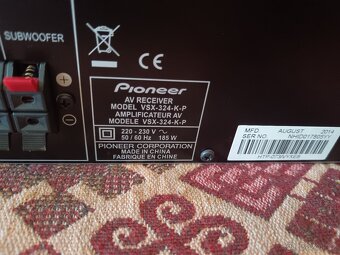 SUBWOOFER
CE
Pioneer
AV RECEIVER
MODEL VSX-324-K-P
AMPLIFICATEUR AV
MODELE VSX-324-K-P
220 - 230 V ~
50 / 60 Hz 185 W
PIONEER CORPORATION
MADE IN CHINA
FABRIQUE EN CHINE
MFD. AUGUST 2014
SER NO.